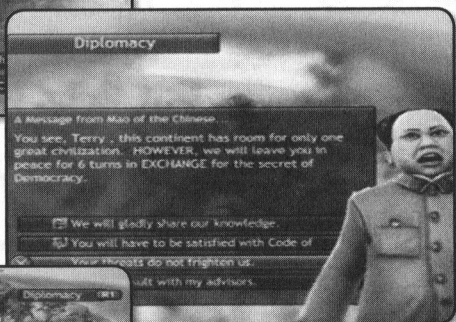 Diplomacy
A Message from Mao of the Chinese
You see, Terry , this continent has room for only one
great civilization. HOWEVER, we will leave you in
peace for 6 turns in EXCHANGE for the secret of
Democracy.
We will gladly share our knowledge.
You will have to be satisfied with Code of
Your threats do not frighten us.
with my advisors.
Diplomacy